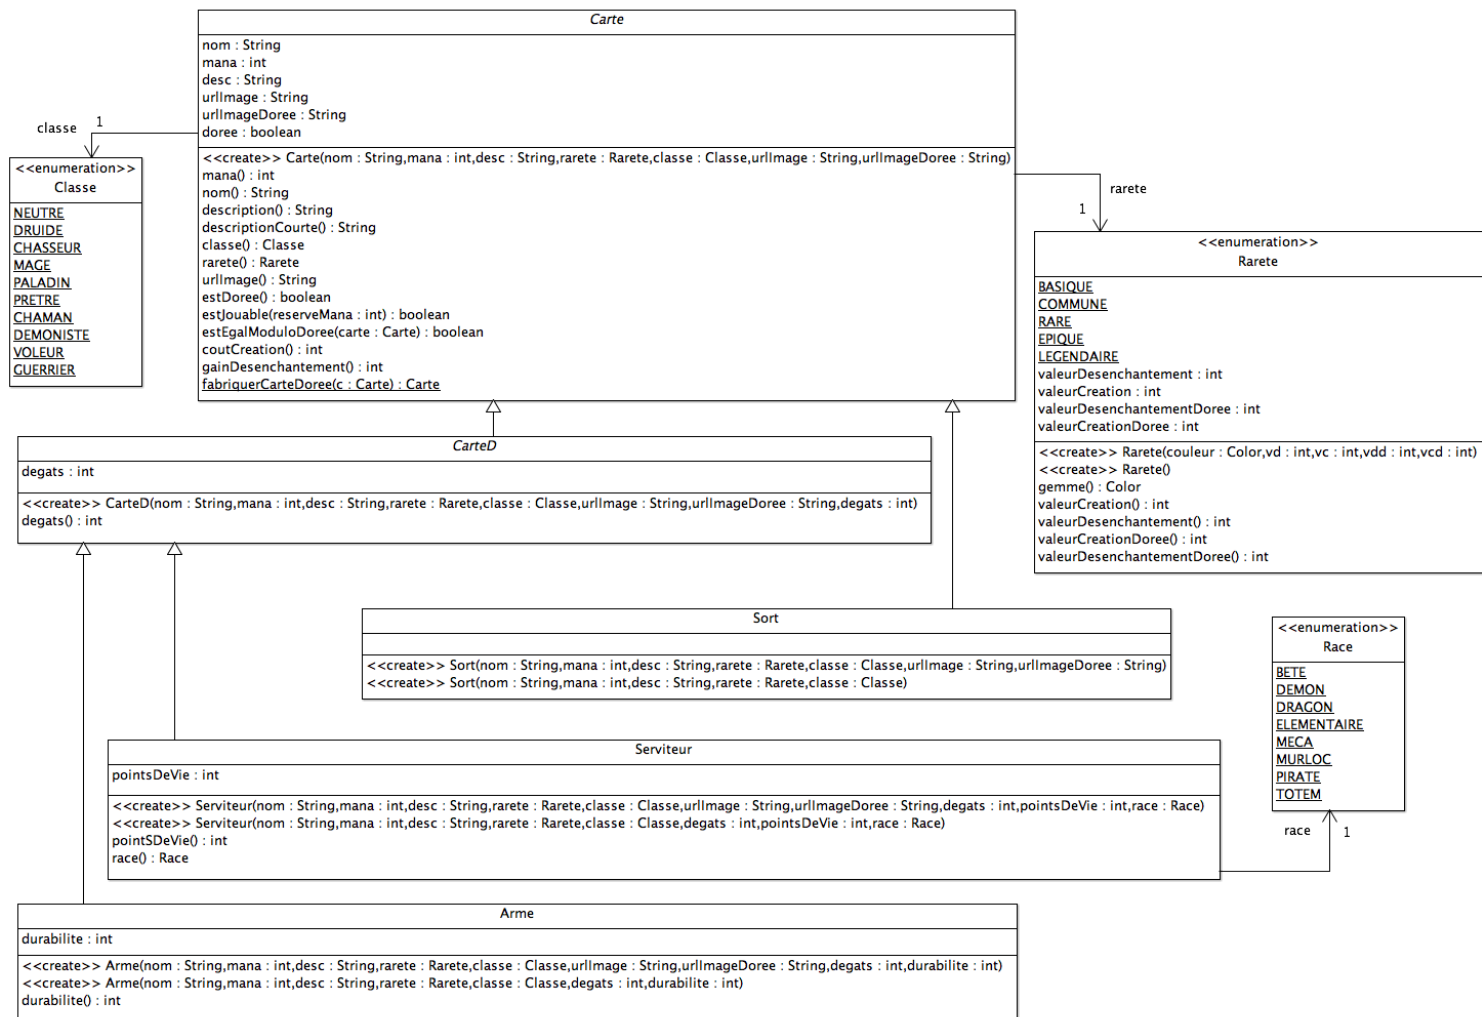 Carte
nom : String
mana : int
desc : String
urlImage : String
urlImageDoree : String
doree : boolean
<<create>> Carte(nom : String,mana : int,desc : String,rarete : Rarete,classe : Classe,urlImage : String,urlImageDoree : String)
mana() : int
nom() : String
description() : String
descriptionCourte() : String
classe() : Classe
rarete() : Rarete
urlImage() : String
estDoree() : boolean
estJouable(reserveMana : int) : boolean
estEgalModuloDoree(carte : Carte) : boolean
coutCreation() : int
gainDesenchantement() : int
fabriquerCarteDoree(c : Carte) : Carte
classe 1
<<enumeration>>
Classe
NEUTRE
DRUIDE
CHASSEUR
MAGE
PALADIN
PRETRE
CHAMAN
DEMONISTE
VOLEUR
GUERRIER
rarete
1
<<enumeration>>
Rarete
BASIQUE
COMMUNE
RARE
EPIQUE
LEGENDAIRE
valeurDesenchantement : int
valeurCreation : int
valeurDesenchantementDoree : int
valeurCreationDoree : int
<<create>> Rarete(couleur : Color,vd : int,vc : int,vdd : int,vcd : int)
<<create>> Rarete()
gemme() : Color
valeurCreation() : int
valeurDesenchantement() : int
valeurCreationDoree() : int
valeurDesenchantementDoree() : int
CarteD
degats : int
<<create>> CarteD(nom : String,mana : int,desc : String,rarete : Rarete,classe : Classe,urlImage : String,urlImageDoree : String,degats : int)
degats() : int
Sort
<<create>> Sort(nom : String,mana : int,desc : String,rarete : Rarete,classe : Classe,urlImage : String,urlImageDoree : String)
<<create>> Sort(nom : String,mana : int,desc : String,rarete : Rarete,classe : Classe)
<<enumeration>>
Race
BETE
DEMON
DRAGON
ELEMENTAIRE
MECA
MURLOC
PIRATE
TOTEM
race 1
Serviteur
pointsDeVie : int
<<create>> Serviteur(nom : String,mana : int,desc : String,rarete : Rarete,classe : Classe,urlImage : String,urlImageDoree : String,degats : int,pointsDeVie : int,race : Race)
<<create>> Serviteur(nom : String,mana : int,desc : String,rarete : Rarete,classe : Classe,degats : int,pointsDeVie : int,race : Race)
pointSDeVie() : int
race() : Race
Arme
durabilite : int
<<create>> Arme(nom : String,mana : int,desc : String,rarete : Rarete,classe : Classe,urlImage : String,urlImageDoree : String,degats : int,durabilite : int)
<<create>> Arme(nom : String,mana : int,desc : String,rarete : Rarete,classe : Classe,degats : int,durabilite : int)
durabilite() : int